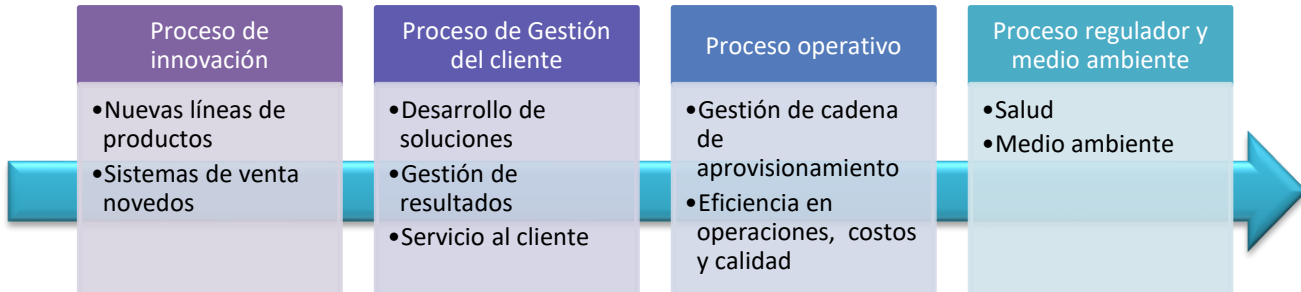 Proceso de
innovación
•Nuevas líneas de
productos
•Sistemas de venta
novedos
Proceso de Gestión
del cliente
•Desarrollo de
soluciones
•Gestión de
resultados
•Servicio al cliente
Proceso operativo
•Gestión de cadena
de
aprovisionamiento
•Eficiencia en
operaciones, costos
y calidad
Proceso regulador y
medio ambiente
•Salud
•Medio ambiente